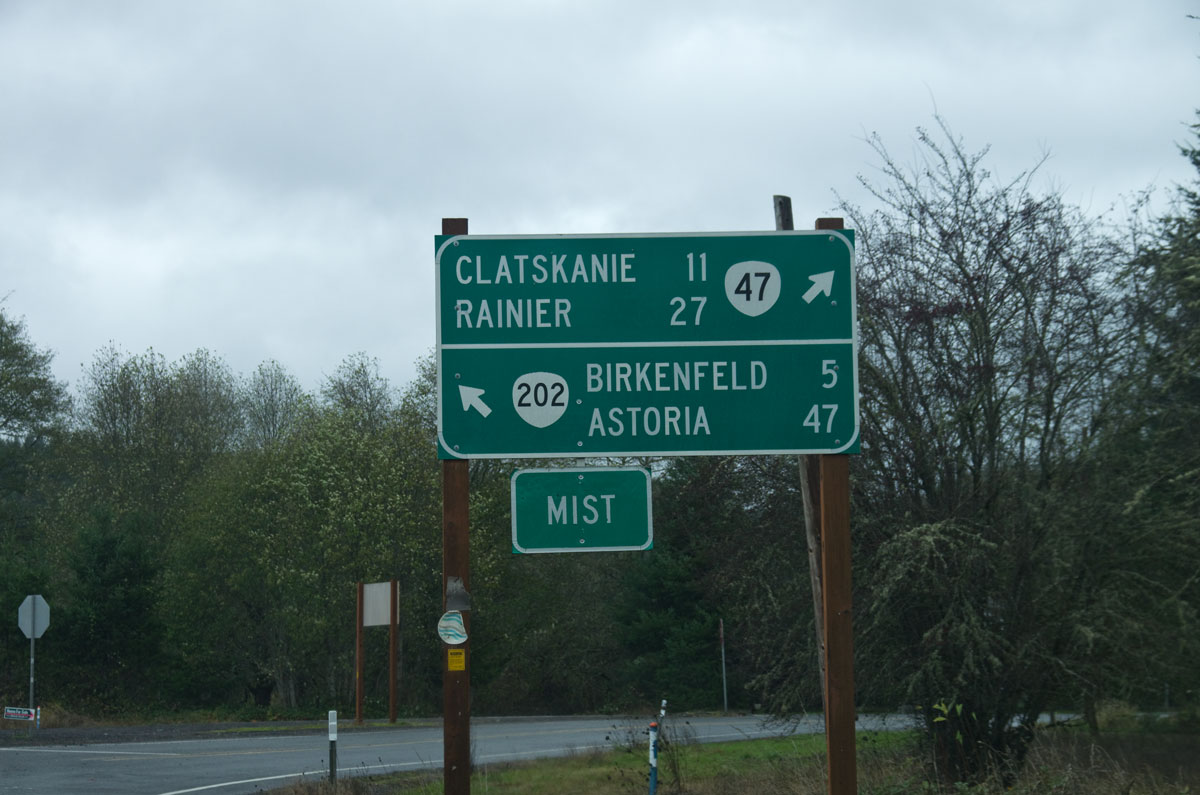 CLATSKANIE 11
RAINIER 27
47
202
BIRKENFELD 5
ASTORIA 47
MIST